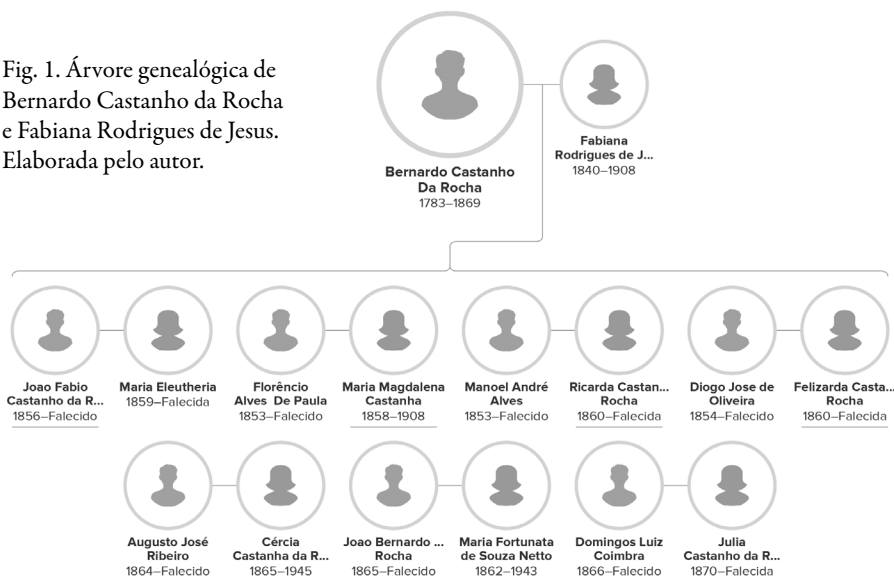 Fig. 1. Árvore genealógica de
Bernardo Castanho da Rocha
e Fabiana Rodrigues de Jesus.
Elaborada pelo autor.
Bernardo Castanho
Da Rocha
1783–1869
Fabiana
Rodrigues de J...
1840–1908
Joao Fabio
Castanho da R...
1856–Falecido
Maria Eleutheria
1859–Falecida
Florêncio
Alves De Paula
1853–Falecido
Maria Magdalena
Castanha
1858–1908
Manoel André
Alves
1853–Falecido
Ricarda Castan...
Rocha
1860–Falecida
Diogo Jose de
Oliveira
1854–Falecido
Felizarda Casta...
Rocha
1860–Falecida
Augusto José
Ribeiro
1864–Falecido
Cércia
Castanha da R...
1865–1945
Joao Bernardo ...
Rocha
1865–Falecido
Maria Fortunata
de Souza Netto
1862–1943
Domingos Luiz
Coimbra
1866–Falecido
Julia
Castanho da R...
1870–Falecida